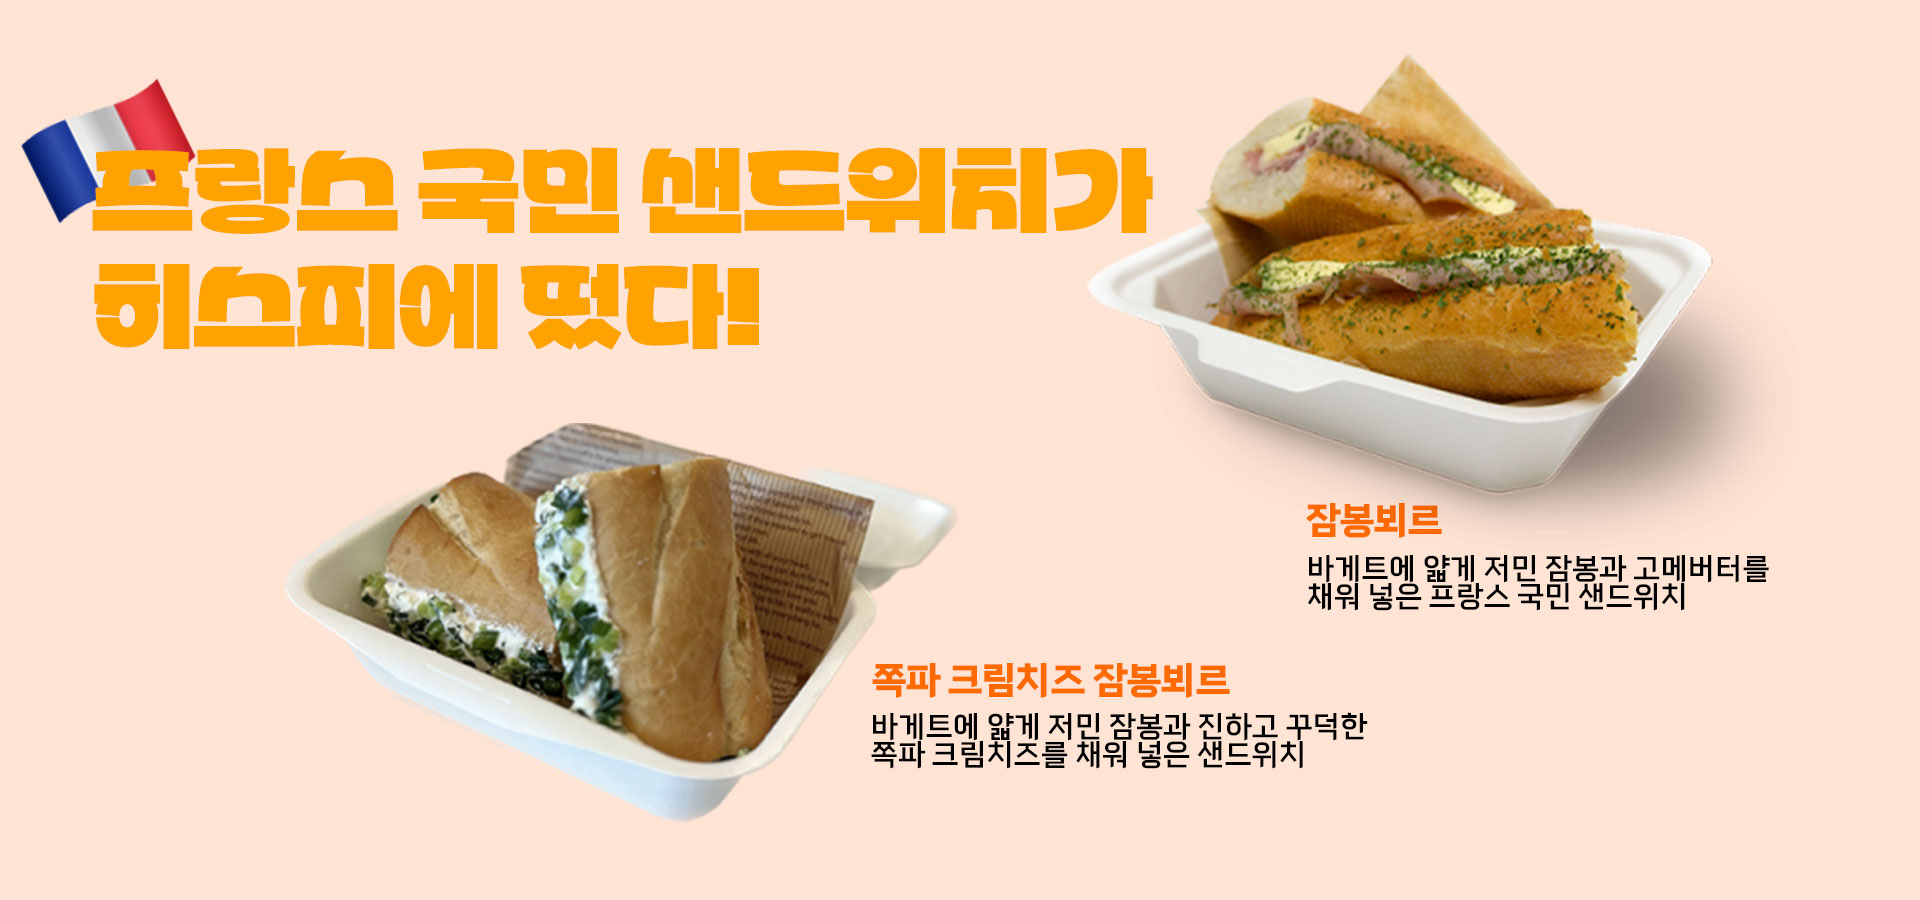 프랑스 국민 샌드위치가
히스피에 떴다!
잠봉뵈르
바게트에 얇게 저민 잠봉과 고메버터를
채워 넣은 프랑스 국민 샌드위치
쪽파 크림치즈 잠봉뵈르
바게트에 얇게 저민 잠봉과 진하고 꾸덕한
쪽파 크림치즈를 채워 넣은 샌드위치